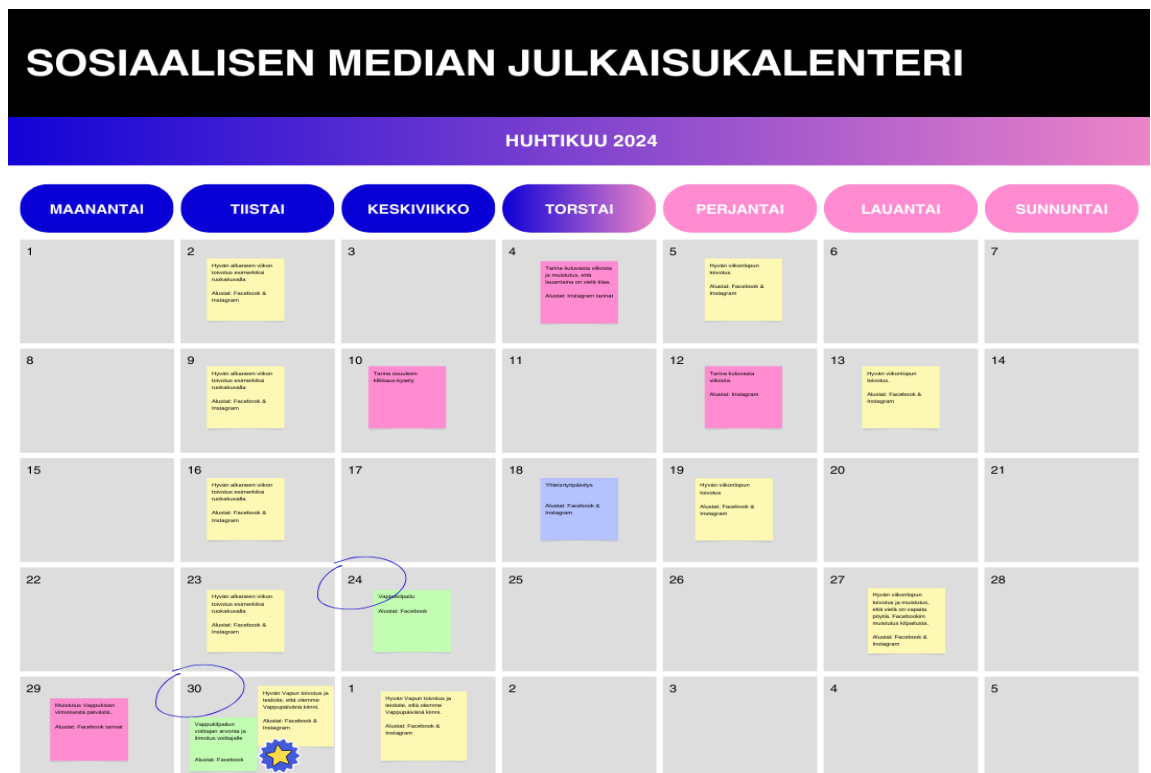 SOSIAALISEN MEDIAN JULKAISUKALENTERI
HUHTIKUU 2024
MAANANTAI
TIISTAI
KESKIVIIKKO
TORSTAI
PERJANTAI
LAUANTAI
SUNNUNTAI
1
2
Hyvän alkaneen viikon
toivotus esimerkiksi
ruokakuvalla
Alustat: Facebook &
Instagram
3
4
Tarina kuluvasta viikosta
ja muistutus, että
lauantaina on vielä tilaa.
Alustat: Instagram tarinat
5
Hyvän viikonlopun
toivotus
Alustat: Facebook &
Instagram
6
7
8
9
Hyvän alkaneen viikon
toivotus esimerkiksi
ruokakuvalla
Alustat: Facebook &
Instagram
10
Tarina osuuteen
klikkaus-kysely
11
12
Tarina kuluvasta
viikosta.
Alustat: Instagram
13
Hyvän viikonlopun
toivotus.
Alustat: Facebook &
Instagram
14
15
16
Hyvän alkaneen viikon
toivotus esimerkiksi
ruokakuvalla
Alustat: Facebook &
Instagram
17
18
Yhteistyöpäivitys
Alustat: Facebook &
Instagram
19
Hyvän viikonlopun
toivotus
Alustat: Facebook &
Instagram
20
21
22
23
Hyvän alkaneen viikon
toivotus esimerkiksi
ruokakuvalla
Alustat: Facebook &
Instagram
24
Vappukilpailu
Alustat: Facebook
25
26
27
Hyvän viikonlopun
toivotus ja muistutus,
että vielä on vapaita
pöytiä. Facebookiin
muistutus kilpailusta.
Alustat: Facebook &
Instagram
28
29
Muistutus Vappukisan
viimeisestä päivästä.
Alustat: Facebook tarinat
30
Vappukilpailun
voittajan arvonta ja
ilmoitus voittajalle
Alustat: Facebook
Hyvän Vapun toivotus ja
tiedoite, että olemme
Vappupäivänä kiinni.
Alustat: Facebook &
Instagram
1
Hyvän Vapun toivotus ja
tiedoite, että olemme
Vappupäivänä kiinni.
Alustat: Facebook &
Instagram
2
3
4
5